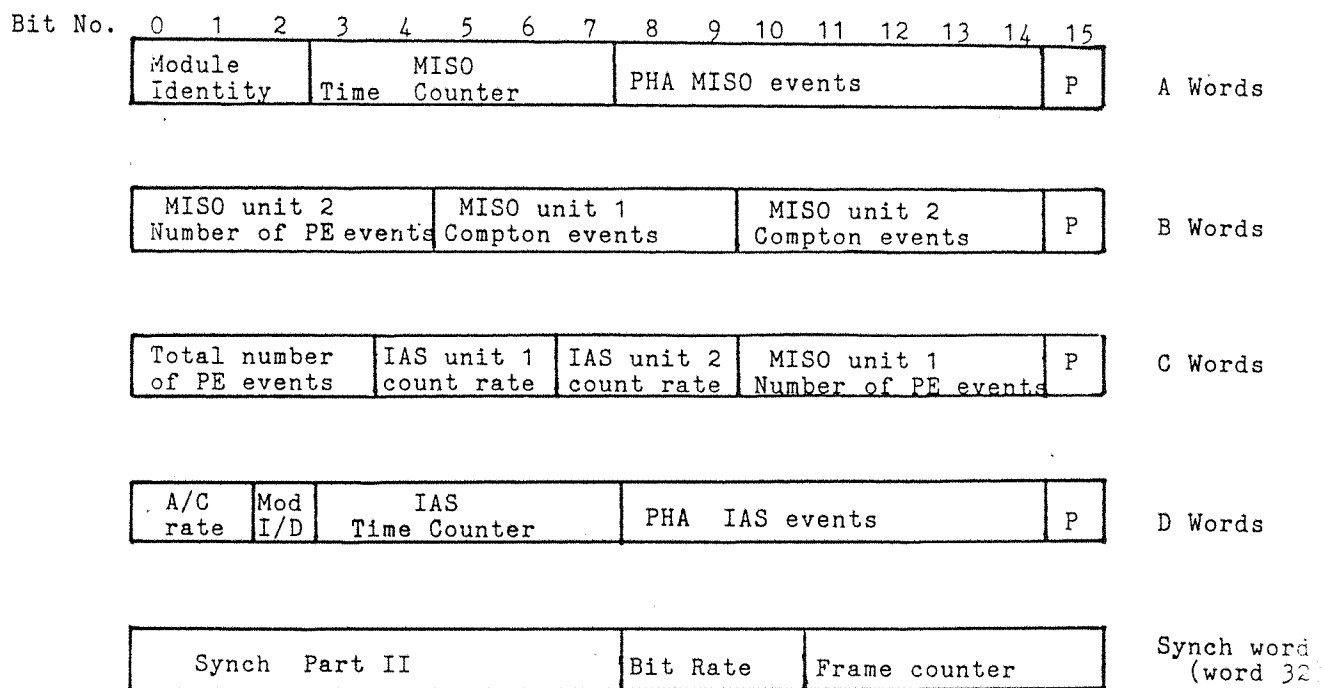 Bit No. 0 1 2 3 4 5 6 7 8 9 10 11 12 13 14 15
Module MISO
Identity Time Counter PHA MISO events P A Words
MISO unit 2 MISO unit 1 MISO unit 2
Number of PE events Compton events Compton events P B Words
Total number IAS unit 1 IAS unit 2 MISO unit 1 P C Words
of PE events count rate count rate Number of PE events
A/C Mod IAS
rate I/D Time Counter PHA IAS events P D Words
Synch Part II Bit Rate Frame counter Synch word
(word 32